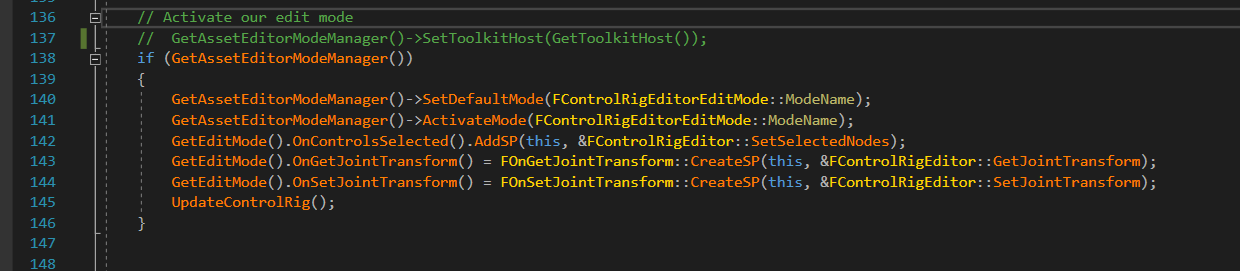 136 // Activate our edit mode
137 // GetAssetEditorModeManager()->SetToolkitHost(GetToolkitHost());
138 if (GetAssetEditorModeManager())
139 {
140 GetAssetEditorModeManager()->SetDefaultMode(FControlRigEditorEditMode::ModeName);
141 GetAssetEditorModeManager()->ActivateMode(FControlRigEditorEditMode::ModeName);
142 GetEditMode().OnControlsSelected().AddSP(this, &FControlRigEditor::SetSelectedNodes);
143 GetEditMode().OnGetJointTransform() = FOnGetJointTransform::CreateSP(this, &FControlRigEditor::GetJointTransform);
144 GetEditMode().OnSetJointTransform() = FOnSetJointTransform::CreateSP(this, &FControlRigEditor::SetJointTransform);
145 UpdateControlRig();
146 }
147
148